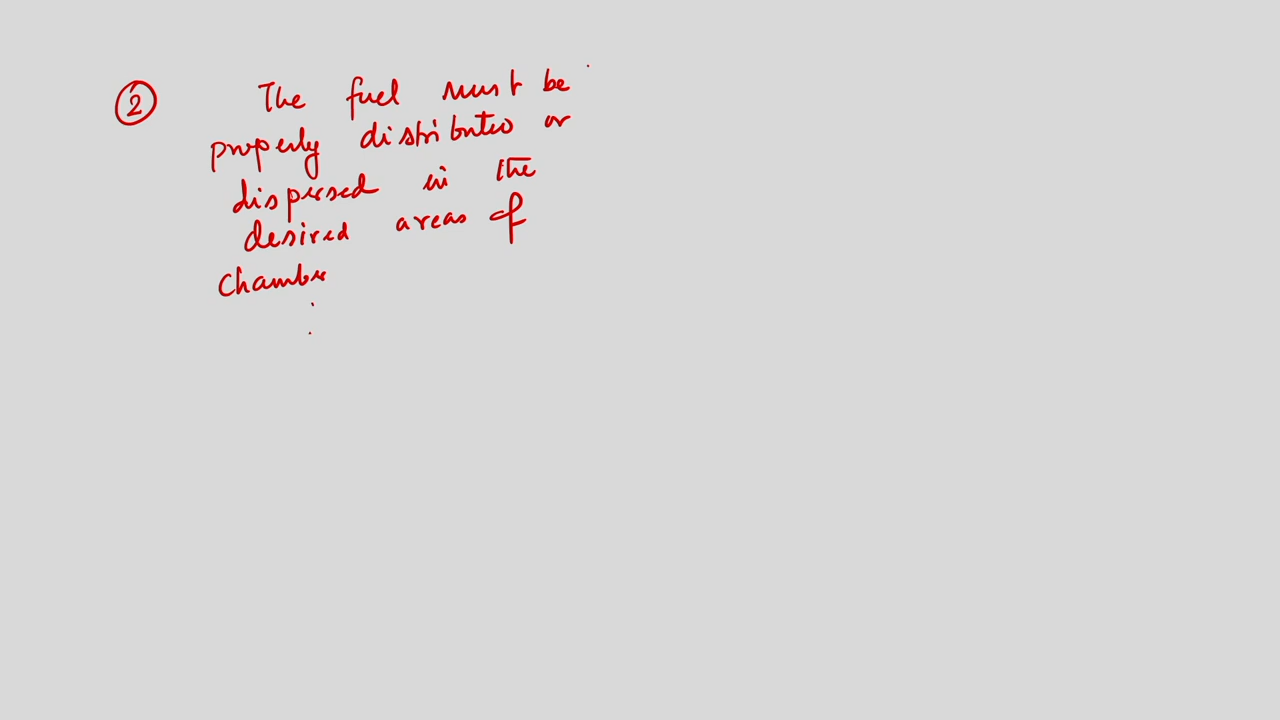 ② The fuel must be
properly distributed or
dispersed in the
desired areas of
Chamber